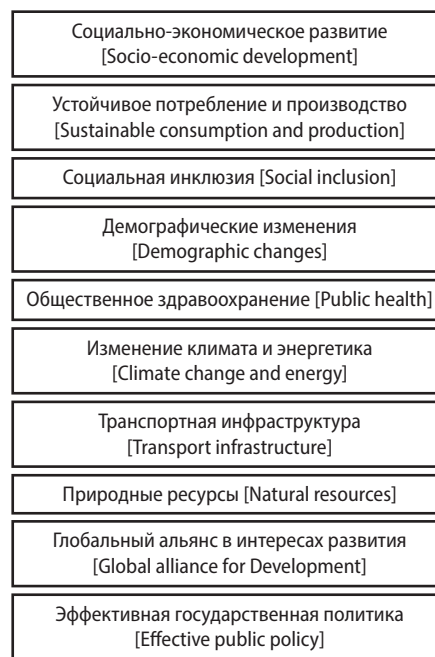 Социально-экономическое развитие
[Socio-economic development]
Устойчивое потребление и производство
[Sustainable consumption and production]
Социальная инклюзия [Social inclusion]
Демографические изменения
[Demographic changes]
Общественное здравоохранение [Public health]
Изменение климата и энергетика
[Climate change and energy]
Транспортная инфраструктура
[Transport infrastructure]
Природные ресурсы [Natural resources]
Глобальный альянс в интересах развития
[Global alliance for Development]
Эффективная государственная политика
[Effective public policy]